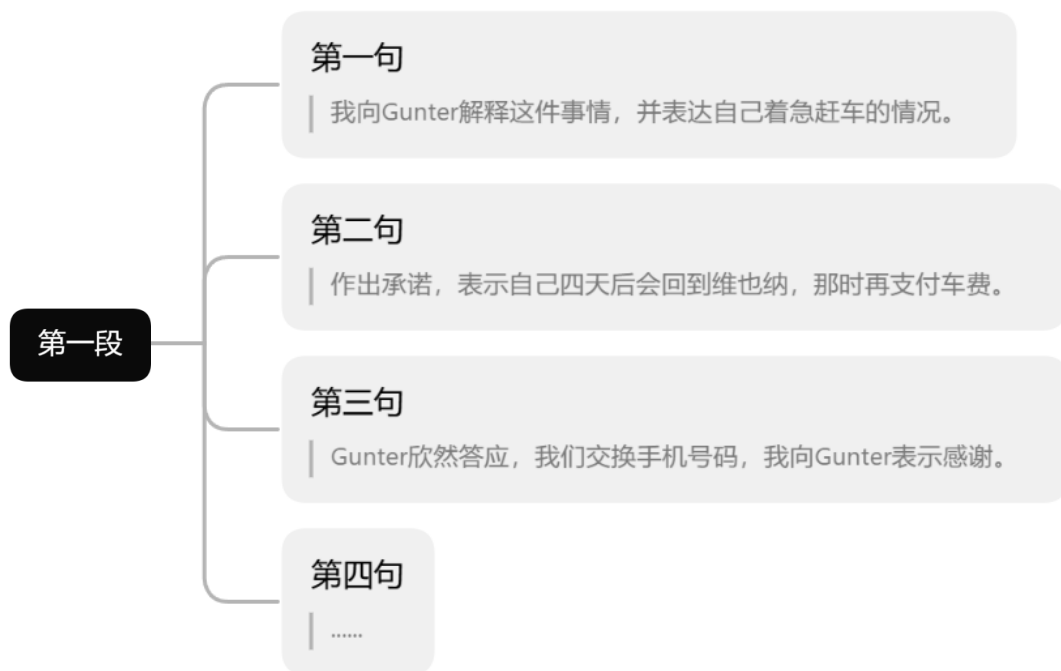 第一句
我向Gunter解释这件事情，并表达自己着急赶车的情况。
第二句
作出承诺，表示自己四天后会回到维也纳，那时再支付车费。
第一段
第三句
Gunter欣然答应，我们交换手机号码，我向Gunter表示感谢。
第四句
......